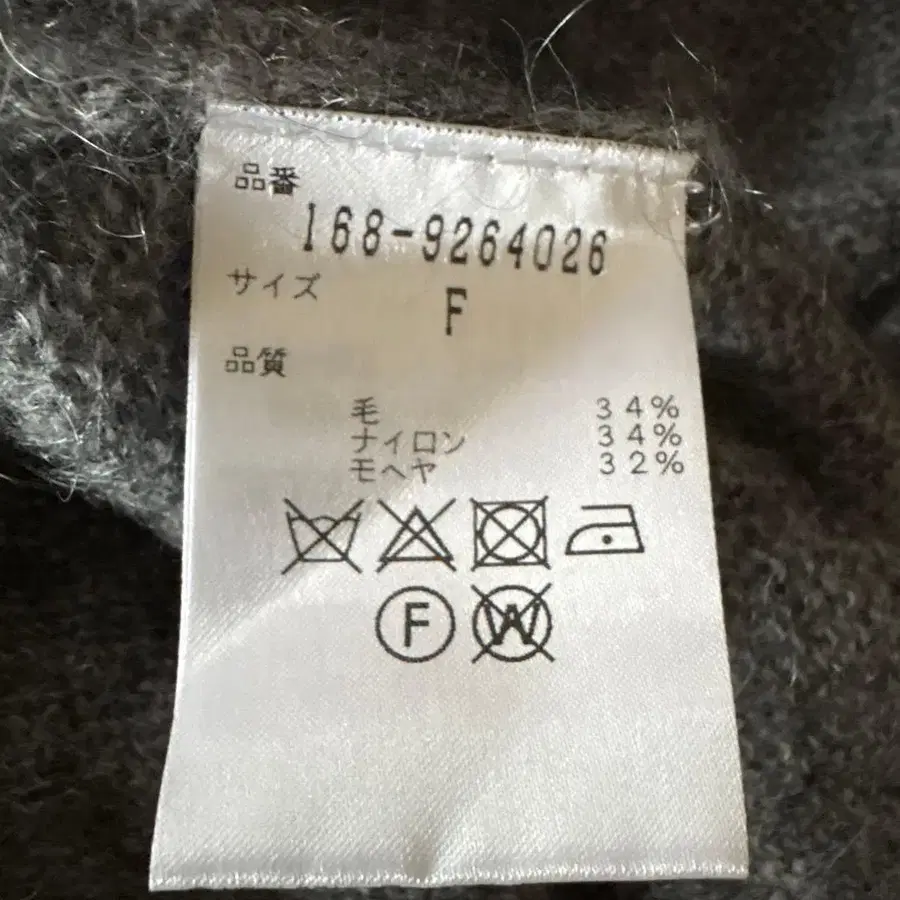 品番
168-9264026
サイズ
F
品質
毛 34%
ナイロン 34%
モヘヤ 32%
F W